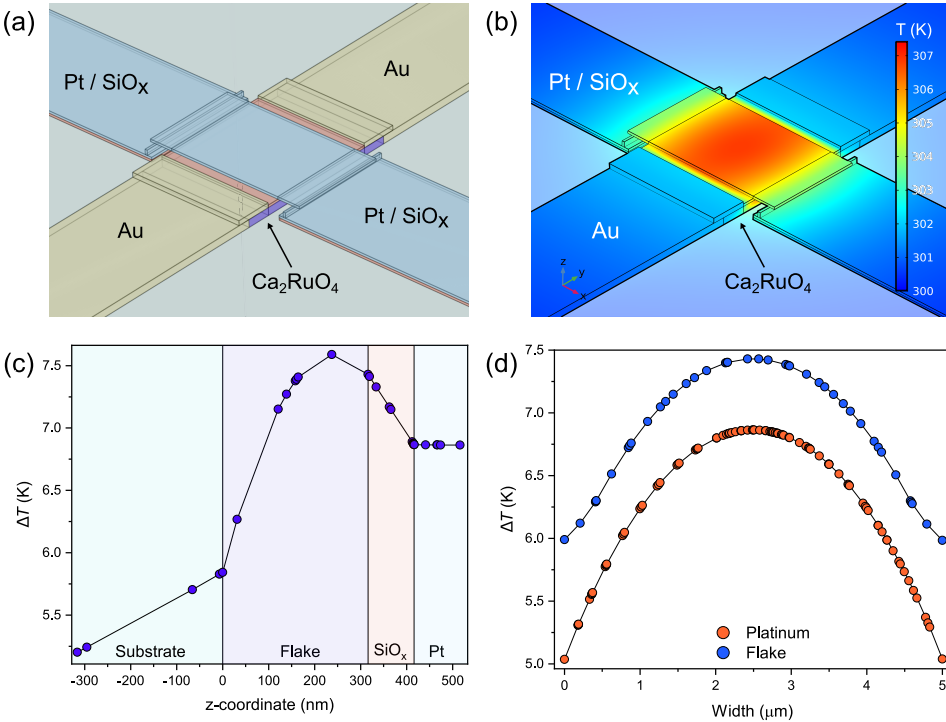 (a)
Pt / SiOx
Au
Au
Pt / SiOx
Ca2RuO4
(b)
T (K)
Pt / SiOx
307
306
305
304
303
302
301
300
Au
z
y
x
Ca2RuO4
(c)
7.5
7.0
6.5
6.0
5.5
ΔT (K)
Substrate
Flake
SiOx
Pt
-300 -200 -100 0 100 200 300 400 500
z-coordinate (nm)
(d)
7.5
7.0
6.5
6.0
5.5
5.0
ΔT (K)
Platinum
Flake
0 1 2 3 4 5
Width (μm)